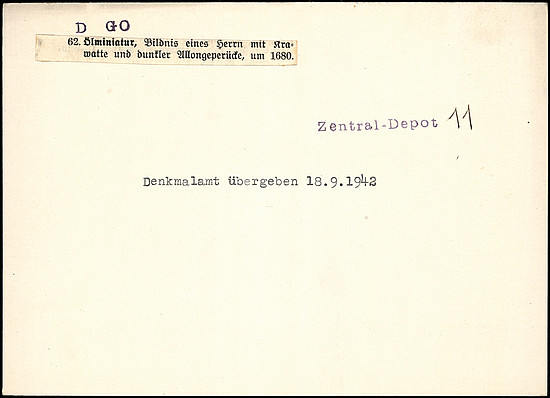 D GO
62. Ölminiatur, Bildnis eines Herrn mit Kra-
watte und dunkler Allongeperücke, um 1680.
Zentral-Depot 11
Denkmalamt übergeben 18.9.1942